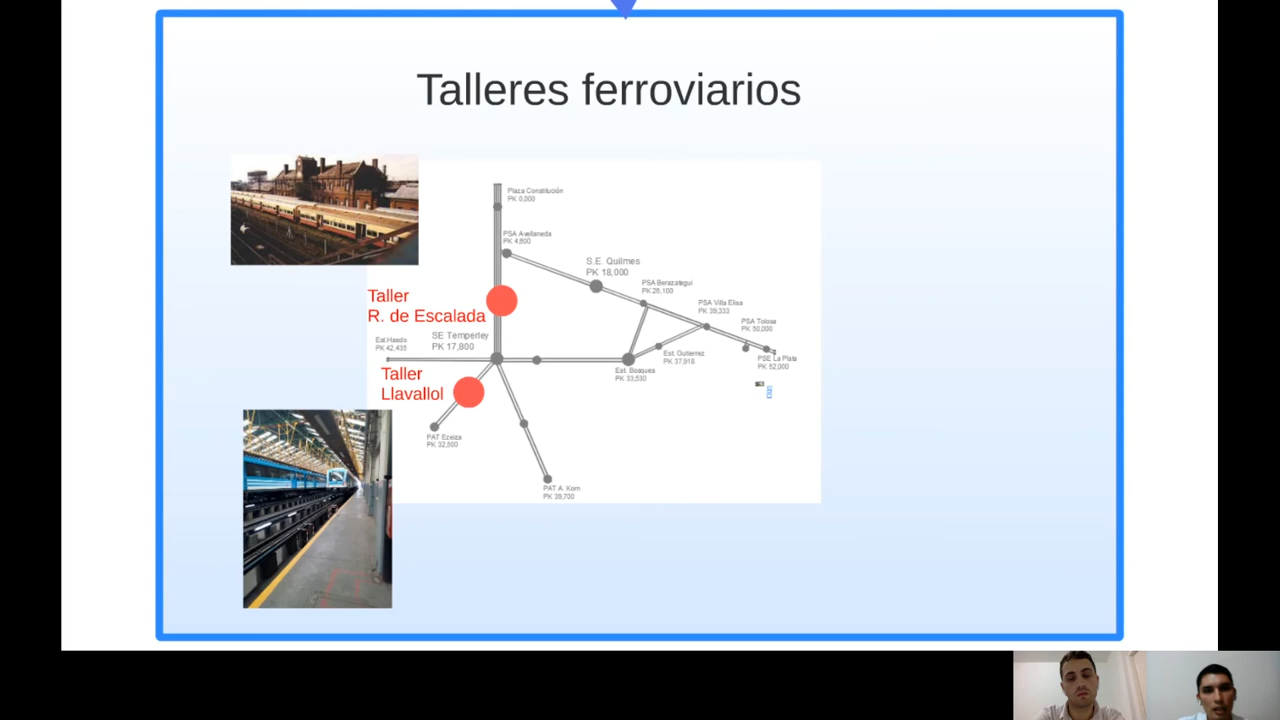 Talleres ferroviarios
Plaza Constitución
PK 0,000
PSA Avellaneda
PK 4,800
S.E. Quilmes
PK 18,000
PSA Berazategui
PK 26,100
PSA Villa Elisa
PK 39,333
PSA Tolosa
PK 50,200
PSE La Plata
PK 52,000
Taller
R. de Escalada
SE Temperley
PK 17,800
Est.Haedo
PK 42,435
Est. Gutierrez
PK 37,918
Est. Bosques
PK 33,530
Taller
Llavallol
PAT Ezeiza
PK 32,500
PAT A. Korn
PK 39,700